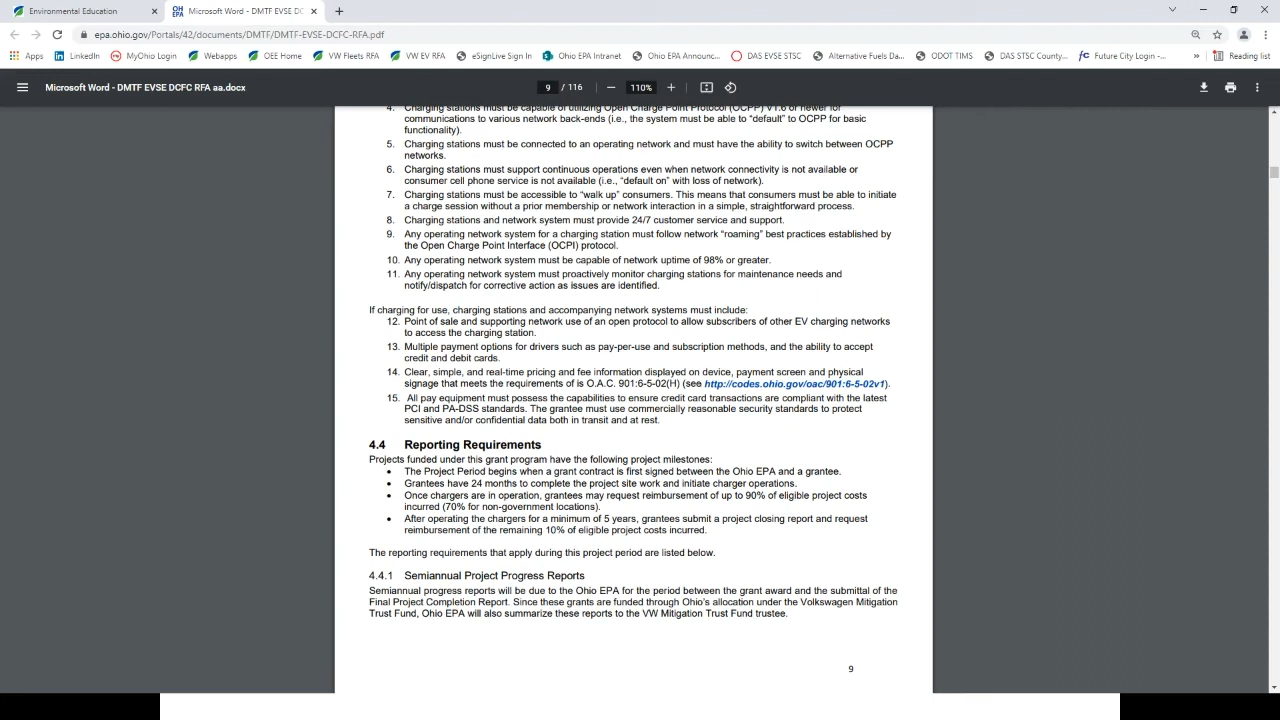 Environmental Education
OH EPA
Microsoft Word - DMTF EVSE DC
epa.ohio.gov/Portals/42/documents/DMTF/DMTF-EVSE-DCFC-RFA.pdf
Apps LinkedIn MyOhio Login Webapps OEE Home VW Fleets RFA VW EV RFA eSignLive Sign In Ohio EPA Intranet Ohio EPA Announc... DAS EVSE STSC Alternative Fuels Da... ODOT TIMS DAS STSC County... Future City Login -... » Reading list
Microsoft Word - DMTF EVSE DCFC RFA aa.docx 9 / 116 110%
4. Charging stations must be capable of utilizing Open Charge Point Protocol (OCPP) v1.6 or newer for
communications to various network back-ends (i.e., the system must be able to “default” to OCPP for basic
functionality).
5. Charging stations must be connected to an operating network and must have the ability to switch between OCPP
networks.
6. Charging stations must support continuous operations even when network connectivity is not available or
consumer cell phone service is not available (i.e., “default on” with loss of network).
7. Charging stations must be accessible to “walk up” consumers. This means that consumers must be able to initiate
a charge session without a prior membership or network interaction in a simple, straightforward process.
8. Charging stations and network system must provide 24/7 customer service and support.
9. Any operating network system for a charging station must follow network “roaming” best practices established by
the Open Charge Point Interface (OCPI) protocol.
10. Any operating network system must be capable of network uptime of 98% or greater.
11. Any operating network system must proactively monitor charging stations for maintenance needs and
notify/dispatch for corrective action as issues are identified.
If charging for use, charging stations and accompanying network systems must include:
12. Point of sale and supporting network use of an open protocol to allow subscribers of other EV charging networks
to access the charging station.
13. Multiple payment options for drivers such as pay-per-use and subscription methods, and the ability to accept
credit and debit cards.
14. Clear, simple, and real-time pricing and fee information displayed on device, payment screen and physical
signage that meets the requirements of is O.A.C. 901:6-5-02(H) (see http://codes.ohio.gov/oac/901:6-5-02v1).
15. All pay equipment must possess the capabilities to ensure credit card transactions are compliant with the latest
PCI and PA-DSS standards. The grantee must use commercially reasonable security standards to protect
sensitive and/or confidential data both in transit and at rest.
4.4 Reporting Requirements
Projects funded under this grant program have the following project milestones:
• The Project Period begins when a grant contract is first signed between the Ohio EPA and a grantee.
• Grantees have 24 months to complete the project site work and initiate charger operations.
• Once chargers are in operation, grantees may request reimbursement of up to 90% of eligible project costs
incurred (70% for non-government locations).
• After operating the chargers for a minimum of 5 years, grantees submit a project closing report and request
reimbursement of the remaining 10% of eligible project costs incurred.
The reporting requirements that apply during this project period are listed below.
4.4.1 Semiannual Project Progress Reports
Semiannual progress reports will be due to the Ohio EPA for the period between the grant award and the submittal of the
Final Project Completion Report. Since these grants are funded through Ohio’s allocation under the Volkswagen Mitigation
Trust Fund, Ohio EPA will also summarize these reports to the VW Mitigation Trust Fund trustee.
9